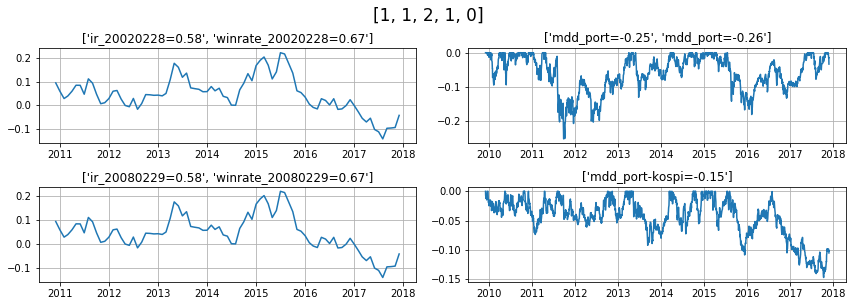 [1, 1, 2, 1, 0]
['ir_20020228=0.58', 'winrate_20020228=0.67']
0.2
0.1
0.0
−0.1
2011 2012 2013 2014 2015 2016 2017 2018
['mdd_port=-0.25', 'mdd_port=-0.26']
0.0
−0.1
−0.2
2010 2011 2012 2013 2014 2015 2016 2017 2018
['ir_20080229=0.58', 'winrate_20080229=0.67']
0.2
0.1
0.0
−0.1
2011 2012 2013 2014 2015 2016 2017 2018
['mdd_port-kospi=-0.15']
0.00
−0.05
−0.10
−0.15
2010 2011 2012 2013 2014 2015 2016 2017 2018